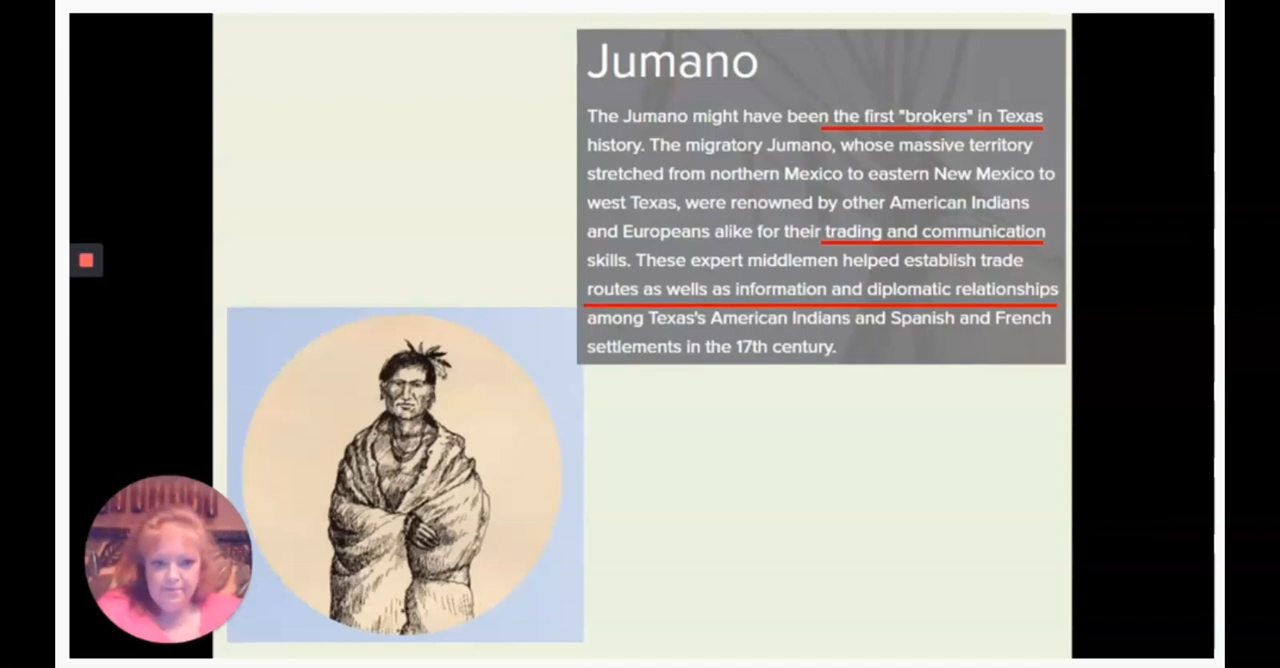 Jumano
The Jumano might have been the first "brokers" in Texas
history. The migratory Jumano, whose massive territory
stretched from northern Mexico to eastern New Mexico to
west Texas, were renowned by other American Indians
and Europeans alike for their trading and communication
skills. These expert middlemen helped establish trade
routes as wells as information and diplomatic relationships
among Texas's American Indians and Spanish and French
settlements in the 17th century.